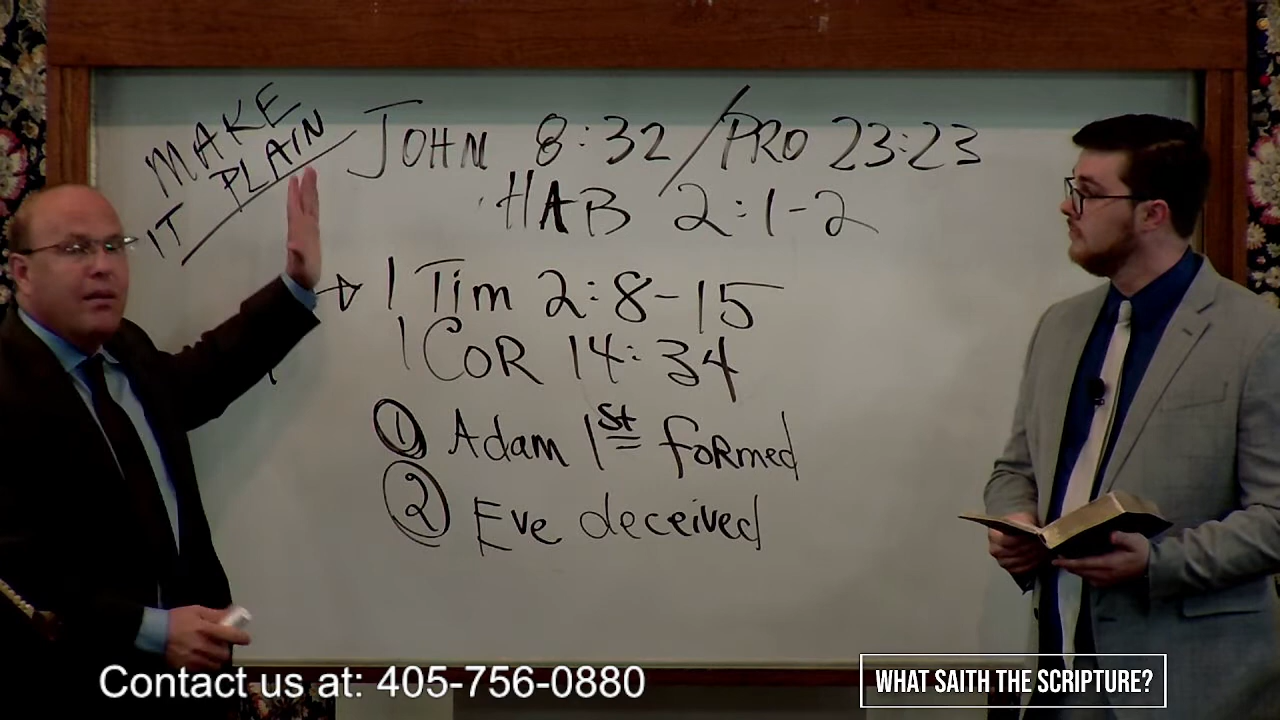 MAKE
IT PLAIN
JOHN 8:32/PRO 23:23
HAB 2:1-2
1 Tim 2:8-15
1 COR 14:34
① Adam 1st formed
② Eve deceived
Contact us at: 405-756-0880
WHAT SAITH THE SCRIPTURE?